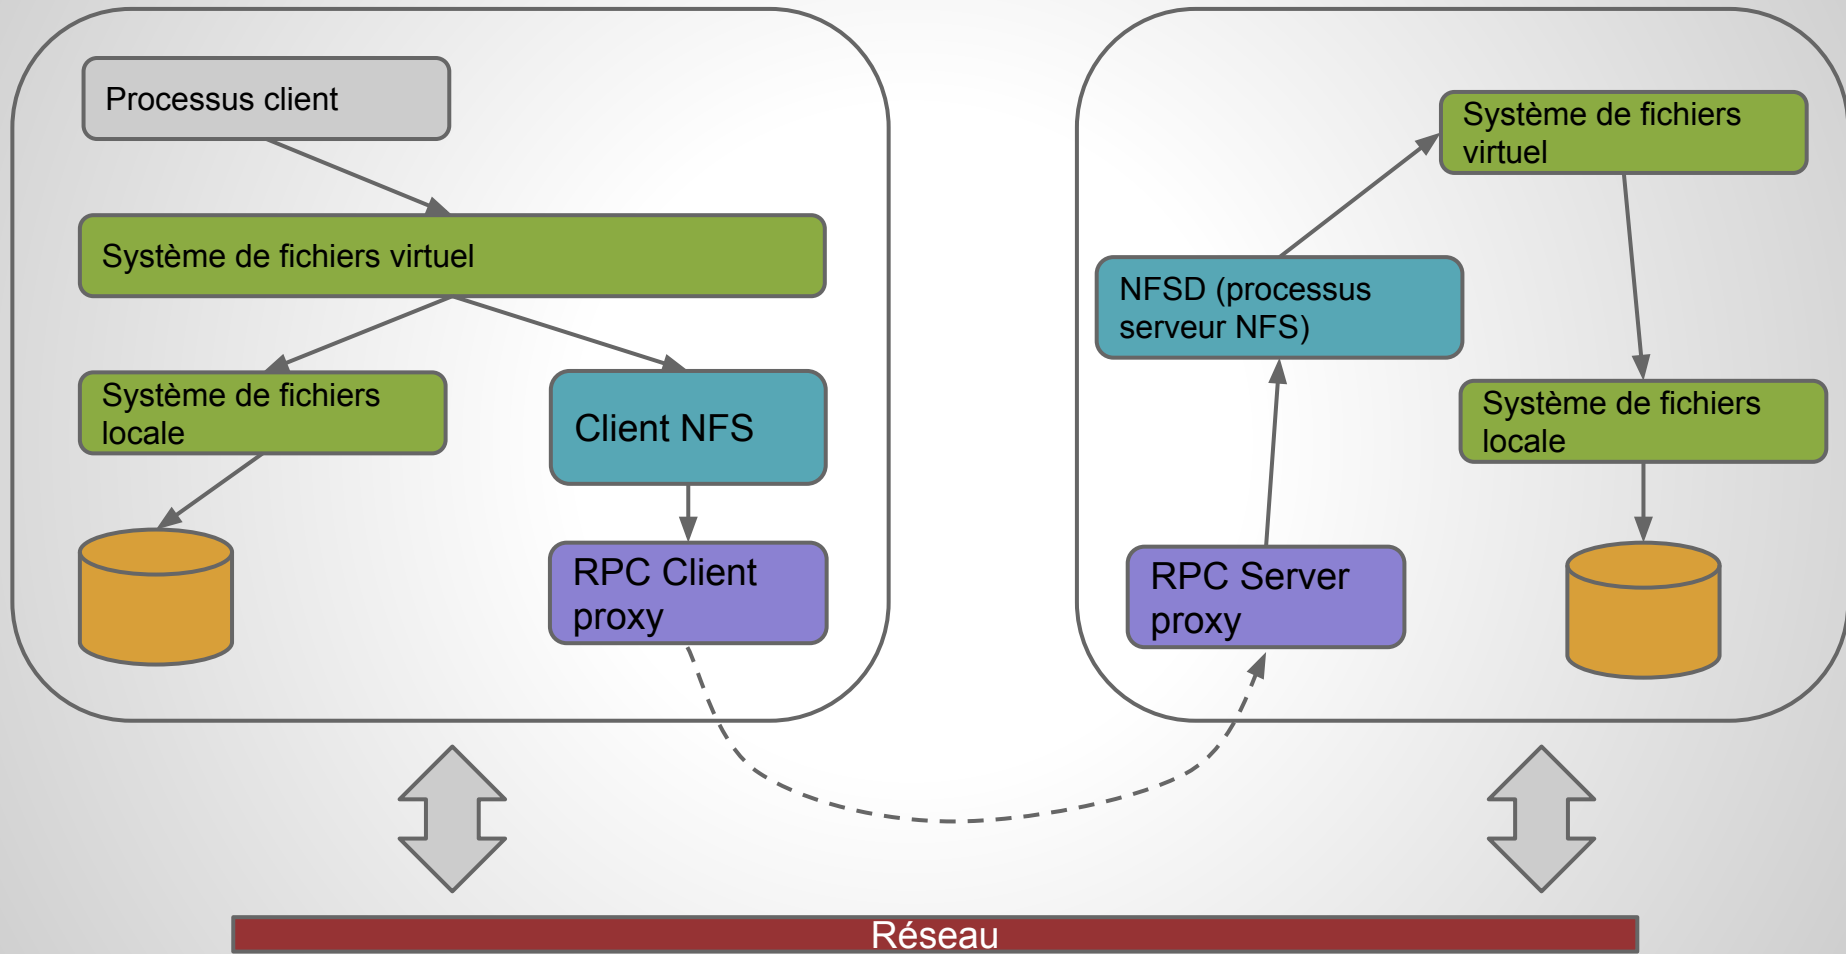 Processus client
Système de fichiers virtuel
Système de fichiers
locale
Client NFS
RPC Client
proxy
Système de fichiers
virtuel
NFSD (processus
serveur NFS)
Système de fichiers
locale
RPC Server
proxy
Réseau